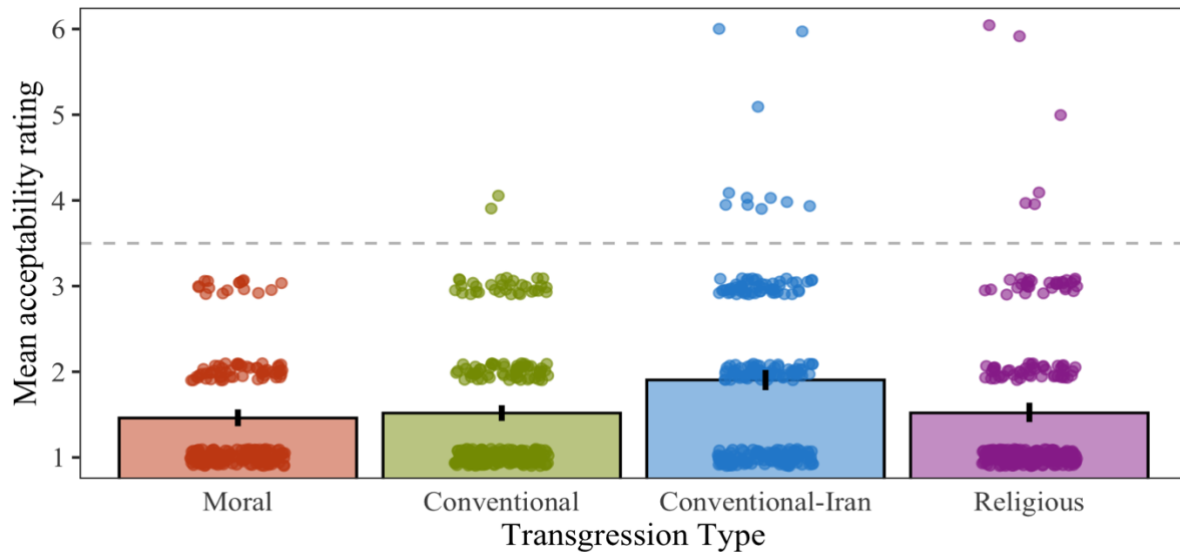 Mean acceptability rating
6
5
4
3
2
1
Moral Conventional Conventional-Iran Religious
Transgression Type